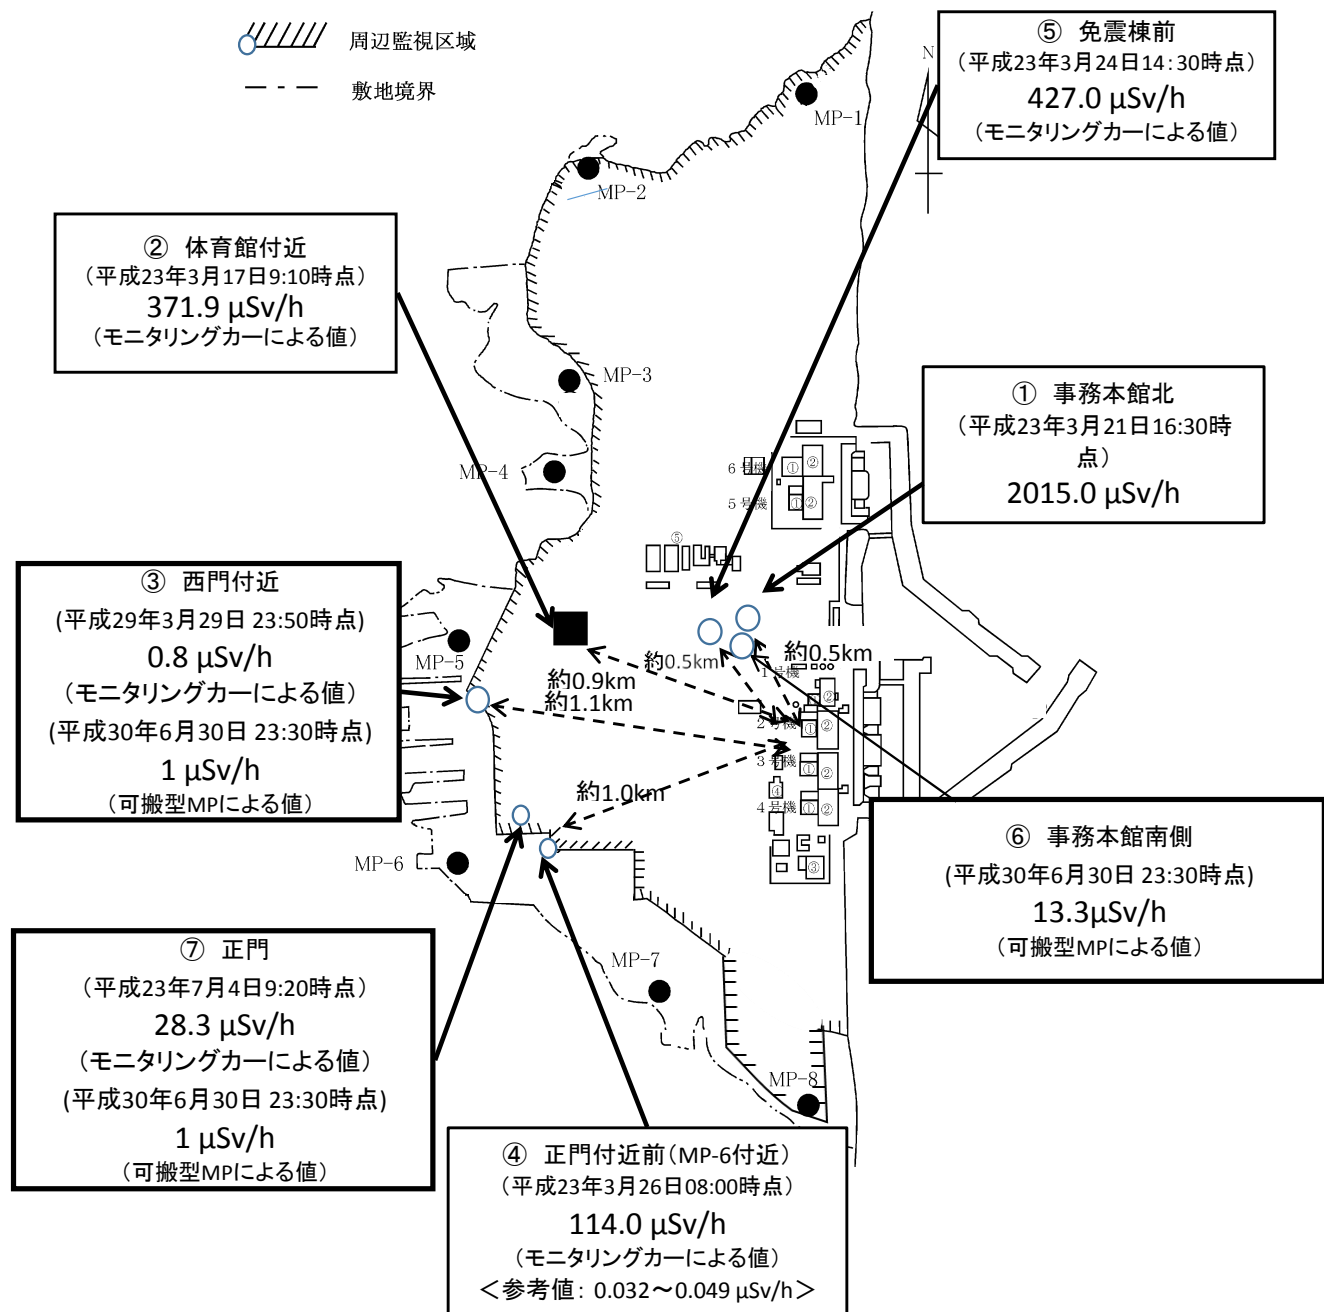 周辺監視区域
敷地境界
⑤ 免震棟前
(平成23年3月24日14:30時点)
427.0 μSv/h
(モニタリングカーによる値)
N
MP-1
MP-2
② 体育館付近
(平成23年3月17日9:10時点)
371.9 μSv/h
(モニタリングカーによる値)
MP-3
① 事務本館北
(平成23年3月21日16:30時
点)
2015.0 μSv/h
MP-4
6号機
①
②
5号機
①
②
⑤
③ 西門付近
(平成29年3月29日 23:50時点)
0.8 μSv/h
(モニタリングカーによる値)
(平成30年6月30日 23:30時点)
1 μSv/h
(可搬型MPによる値)
MP-5
約0.5km
約0.5km
約0.9km
約1.1km
1号機
②
2号機
①
②
3号機
①
②
約1.0km
④
4号機
①
②
③
MP-6
⑥ 事務本館南側
(平成30年6月30日 23:30時点)
13.3μSv/h
(可搬型MPによる値)
⑦ 正門
(平成23年7月4日9:20時点)
28.3 μSv/h
(モニタリングカーによる値)
(平成30年6月30日 23:30時点)
1 μSv/h
(可搬型MPによる値)
MP-7
MP-8
④ 正門付近前(MP-6付近)
(平成23年3月26日08:00時点)
114.0 μSv/h
(モニタリングカーによる値)
<参考値: 0.032~0.049 μSv/h>